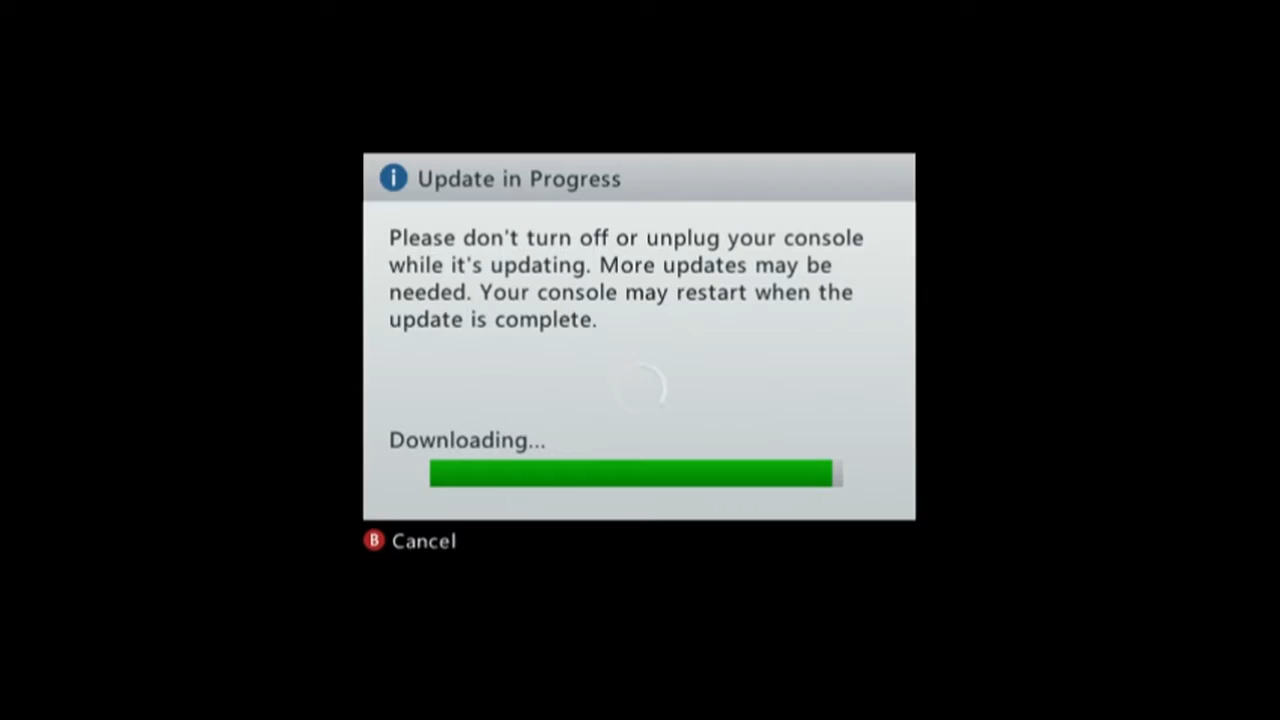 i Update in Progress
Please don't turn off or unplug your console
while it's updating. More updates may be
needed. Your console may restart when the
update is complete.
Downloading...
B Cancel